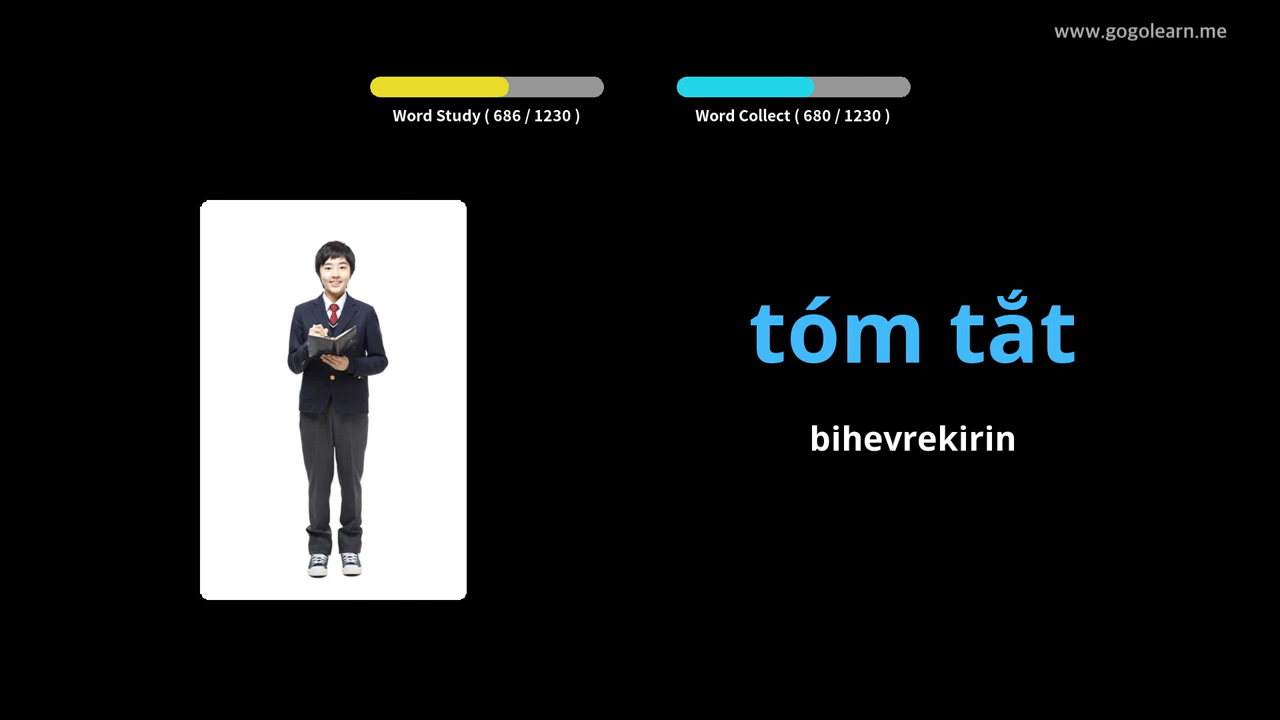 www.gogolearn.me
Word Study ( 686 / 1230 )
Word Collect ( 680 / 1230 )
tóm tắt
bihevrekirin